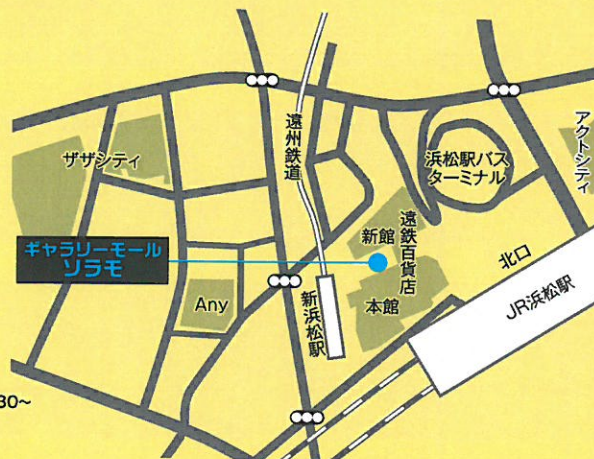 ザザシティ
遠州鉄道
浜松駅バス
ターミナル
アクトシティ
ギャラリーモール
ソラモ
新館
遠鉄百貨店
本館
北口
JR浜松駅
Any
新浜松駅
30~